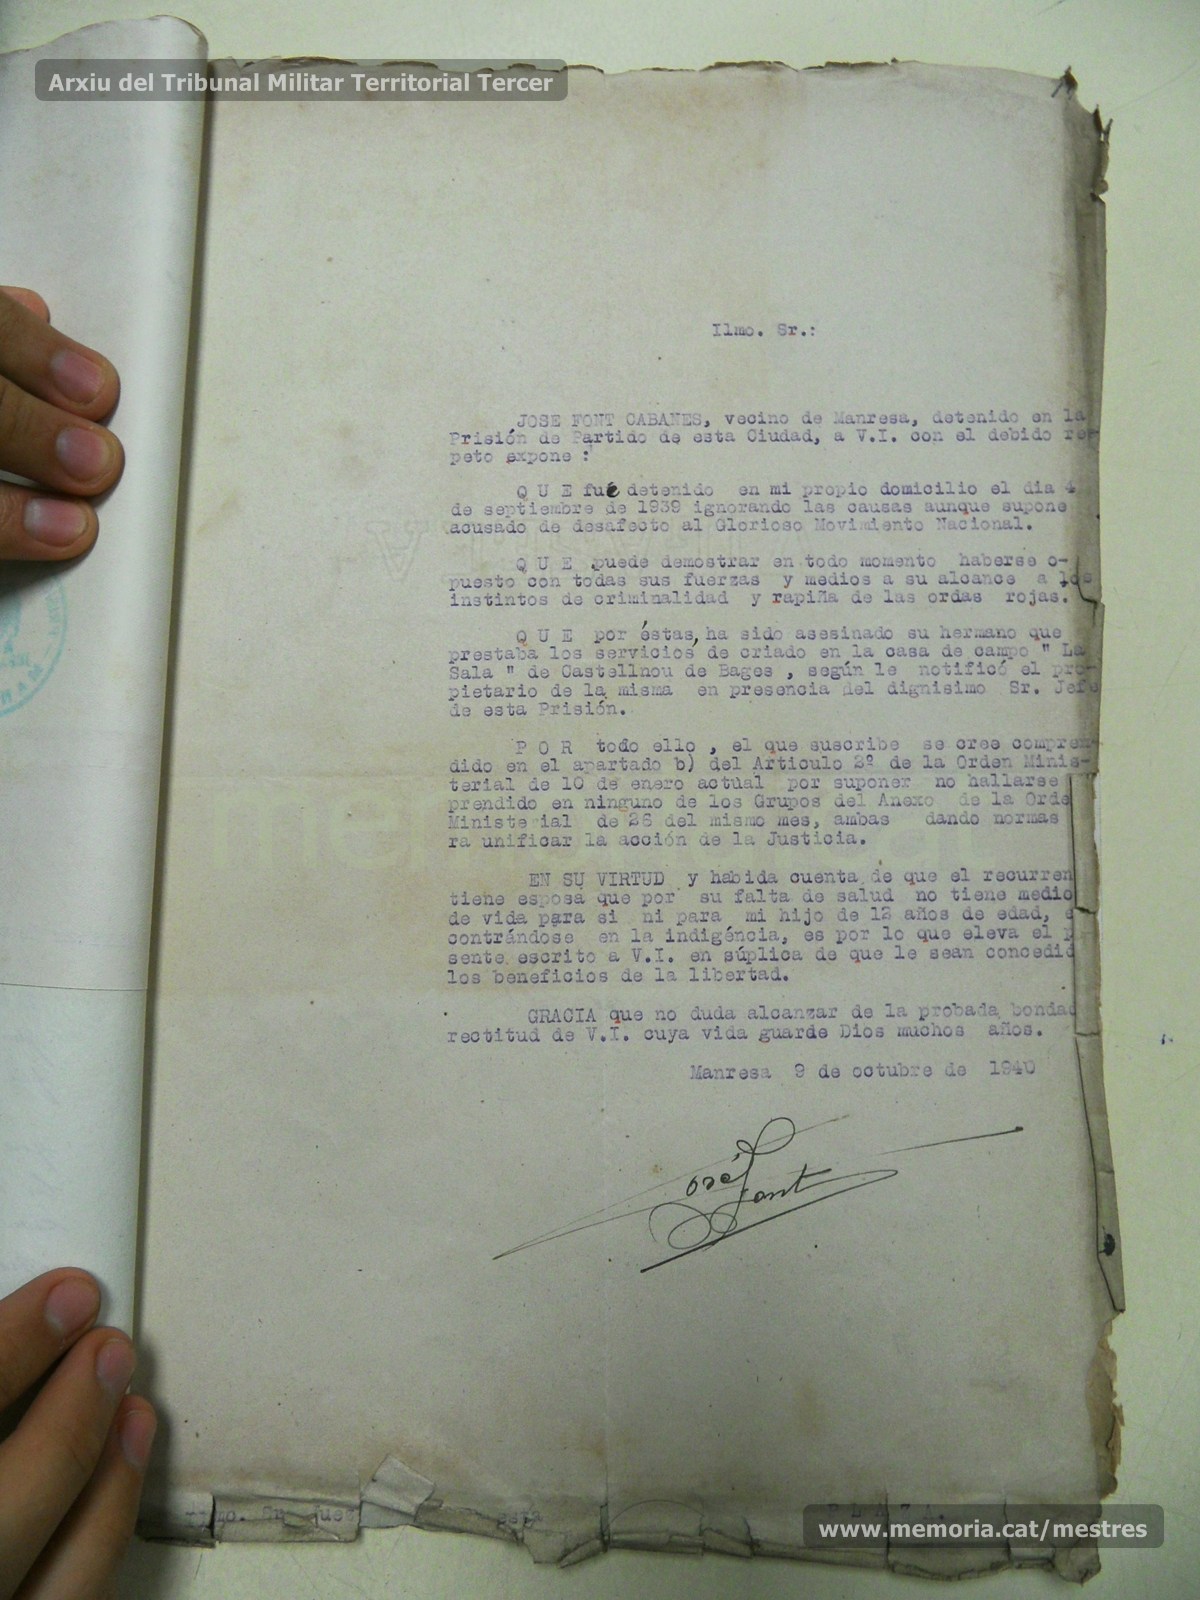 Arxiu del Tribunal Militar Territorial Tercer
Ilmo. Sr.:
JOSE FONT CABANES, vecino de Manresa, detenido en la
Prisión de Partido de esta Ciudad, a V.I. con el debido res-
peto expone :
Q U E fué detenido en mi propio domicilio el dia 4
de septiembre de 1939 ignorando las causas aunque supone
acusado de desafecto al Glorioso Movimiento Nacional.
Q U E puede demostrar en todo momento haberse o-
puesto con todas sus fuerzas y medios a su alcance a los
instintos de criminalidad y rapiña de las ordas rojas.
Q U E por éstas, ha sido asesinado su hermano que
prestaba los servicios de criado en la casa de campo " La
Sala " de Castellnou de Bages , según le notificó el pro-
pietario de la misma en presencia del dignisimo Sr. Jefe
de esta Prisión.
P O R todo ello , el que suscribe se cree compren-
dido en el apartado b) del Articulo 2º de la Orden Minis-
terial de 10 de enero actual por suponer no hallarse
prendido en ninguno de los Grupos del Anexo de la Orde
Ministerial de 26 del mismo mes, ambas dando normas
ra unificar la acción de la Justicia.
EN SU VIRTUD y habida cuenta de que el recurren
tiene esposa que por su falta de salud no tiene medio
de vida para si ni para mi hijo de 12 años de edad, e
contrándose en la indigéncia, es por lo que eleva el p
sente escrito a V.I. en súplica de que le sean concedid
los beneficios de la libertad.
GRACIA que no duda alcanzar de la probada bondad
rectitud de V.I. cuya vida guarde Dios muchos años.
Manresa 9 de octubre de 1940
José Font
Sr. Juez esta P L A Z A.
www.memoria.cat/mestres